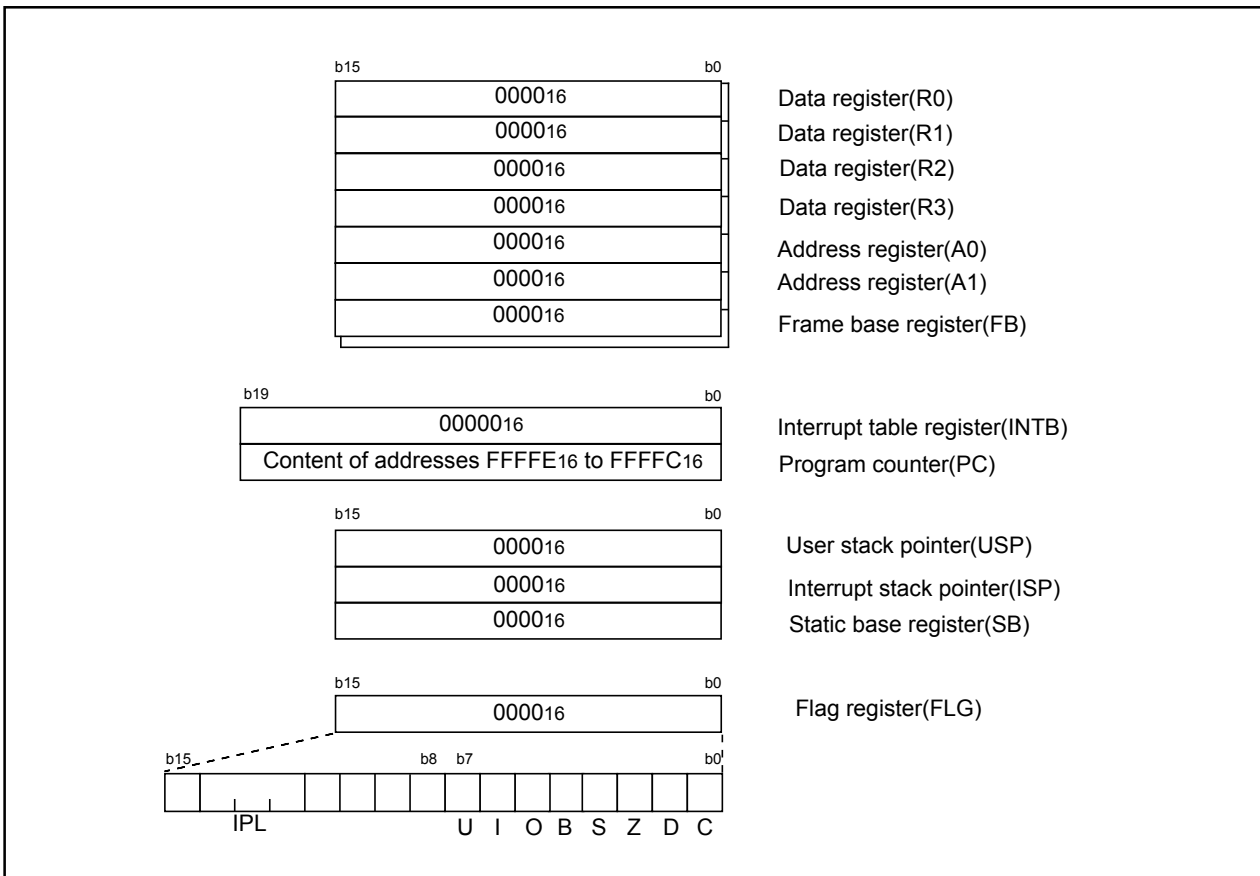 b15 b0
000016 Data register(R0)
000016 Data register(R1)
000016 Data register(R2)
000016 Data register(R3)
000016 Address register(A0)
000016 Address register(A1)
000016 Frame base register(FB)
b19 b0
0000016 Interrupt table register(INTB)
Content of addresses FFFFE16 to FFFFC16 Program counter(PC)
b15 b0
000016 User stack pointer(USP)
000016 Interrupt stack pointer(ISP)
000016 Static base register(SB)
b15 b0
000016 Flag register(FLG)
b15 b8 b7 b0
IPL U I O B S Z D C